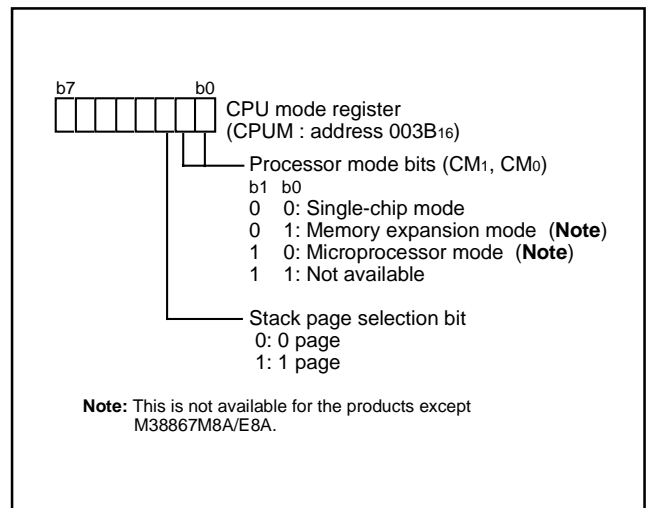 b7 b0
CPU mode register
(CPUM : address 003B16)
Processor mode bits (CM1, CM0)
b1 b0
0 0: Single-chip mode
0 1: Memory expansion mode (Note)
1 0: Microprocessor mode (Note)
1 1: Not available
Stack page selection bit
0: 0 page
1: 1 page
Note: This is not available for the products except
M38867M8A/E8A.